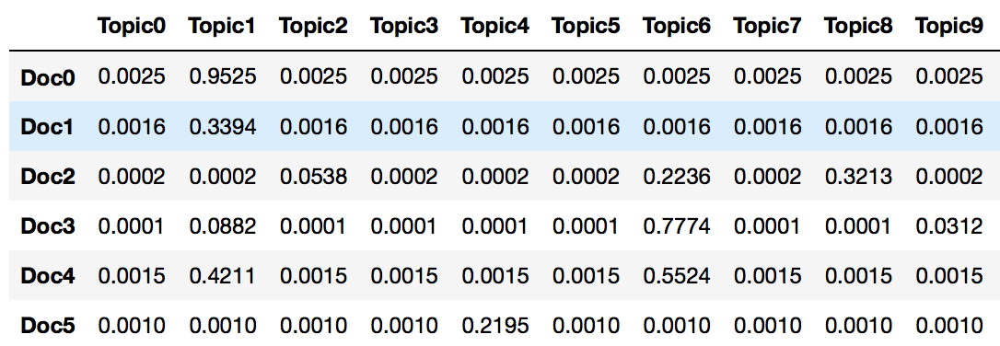 Topic0 Topic1 Topic2 Topic3 Topic4 Topic5 Topic6 Topic7 Topic8 Topic9
Doc0 0.0025 0.9525 0.0025 0.0025 0.0025 0.0025 0.0025 0.0025 0.0025 0.0025
Doc1 0.0016 0.3394 0.0016 0.0016 0.0016 0.0016 0.0016 0.0016 0.0016 0.0016
Doc2 0.0002 0.0002 0.0538 0.0002 0.0002 0.0002 0.2236 0.0002 0.3213 0.0002
Doc3 0.0001 0.0882 0.0001 0.0001 0.0001 0.0001 0.7774 0.0001 0.0001 0.0312
Doc4 0.0015 0.4211 0.0015 0.0015 0.0015 0.0015 0.5524 0.0015 0.0015 0.0015
Doc5 0.0010 0.0010 0.0010 0.0010 0.2195 0.0010 0.0010 0.0010 0.0010 0.0010